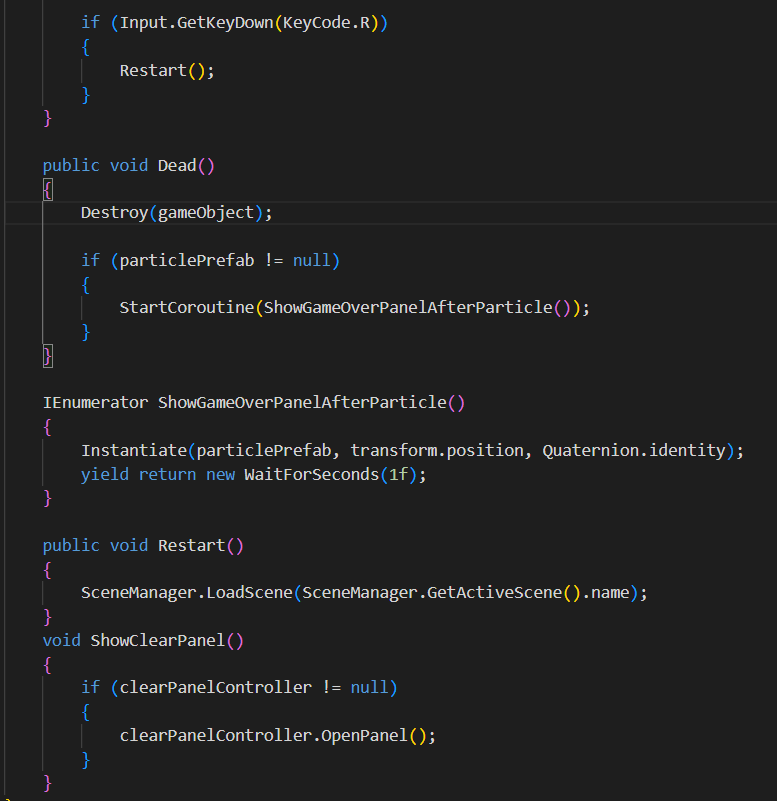 if (Input.GetKeyDown(KeyCode.R))
{
Restart();
}
}
public void Dead()
{
Destroy(gameObject);
if (particlePrefab != null)
{
StartCoroutine(ShowGameOverPanelAfterParticle());
}
}
IEnumerator ShowGameOverPanelAfterParticle()
{
Instantiate(particlePrefab, transform.position, Quaternion.identity);
yield return new WaitForSeconds(1f);
}
public void Restart()
{
SceneManager.LoadScene(SceneManager.GetActiveScene().name);
}
void ShowClearPanel()
{
if (clearPanelController != null)
{
clearPanelController.OpenPanel();
}
}